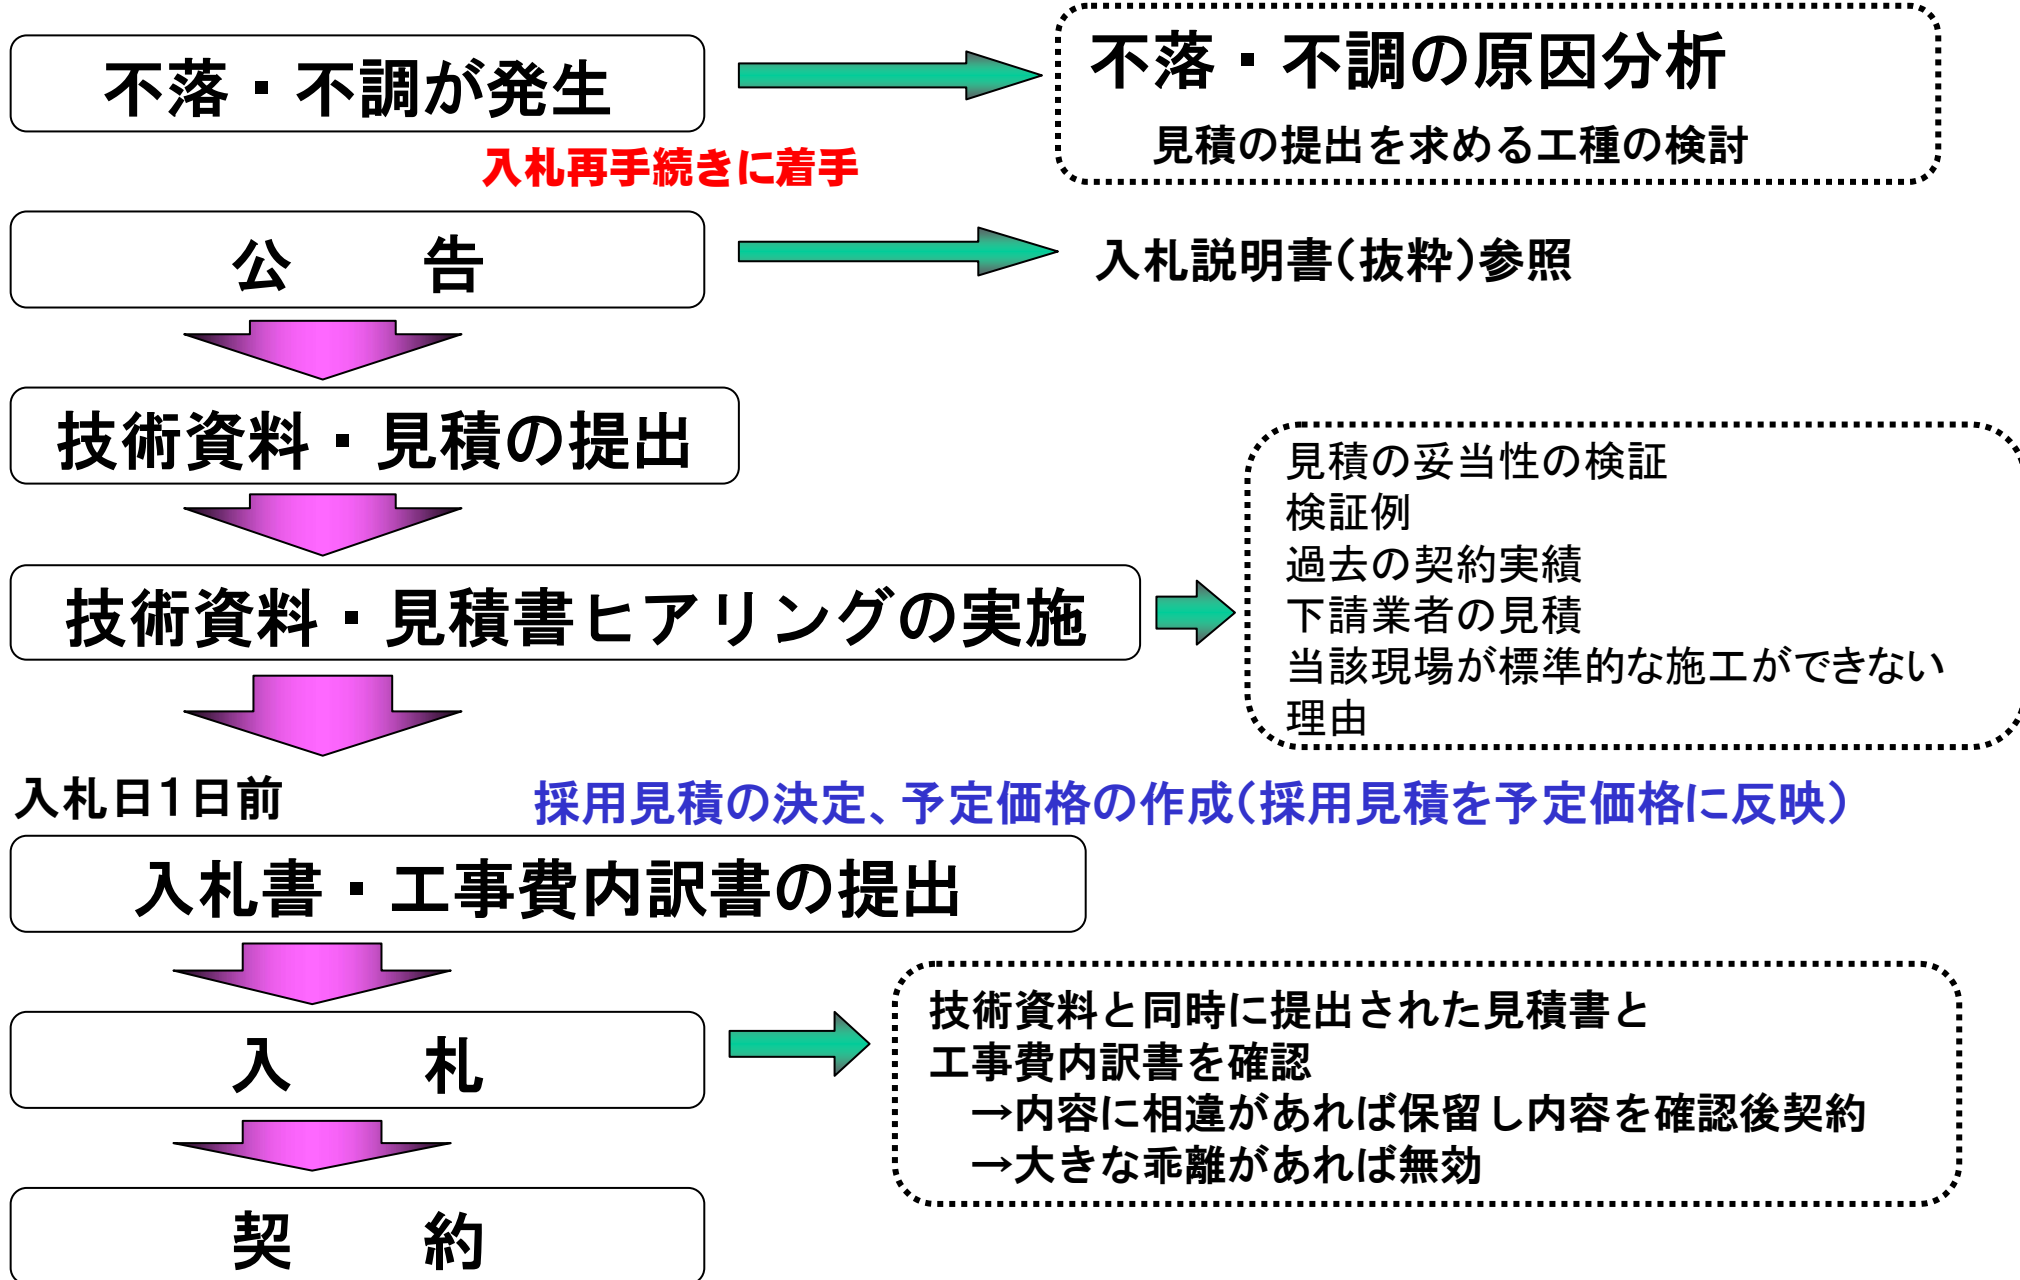 不落・不調が発生
不落・不調の原因分析
見積の提出を求める工種の検討
入札再手続きに着手
公　　告
入札説明書(抜粋)参照
技術資料・見積の提出
技術資料・見積書ヒアリングの実施
見積の妥当性の検証
検証例
過去の契約実績
下請業者の見積
当該現場が標準的な施工ができない
理由
入札日1日前
採用見積の決定、予定価格の作成(採用見積を予定価格に反映)
入札書・工事費内訳書の提出
入　　札
技術資料と同時に提出された見積書と
工事費内訳書を確認
→内容に相違があれば保留し内容を確認後契約
→大きな乖離があれば無効
契　　約